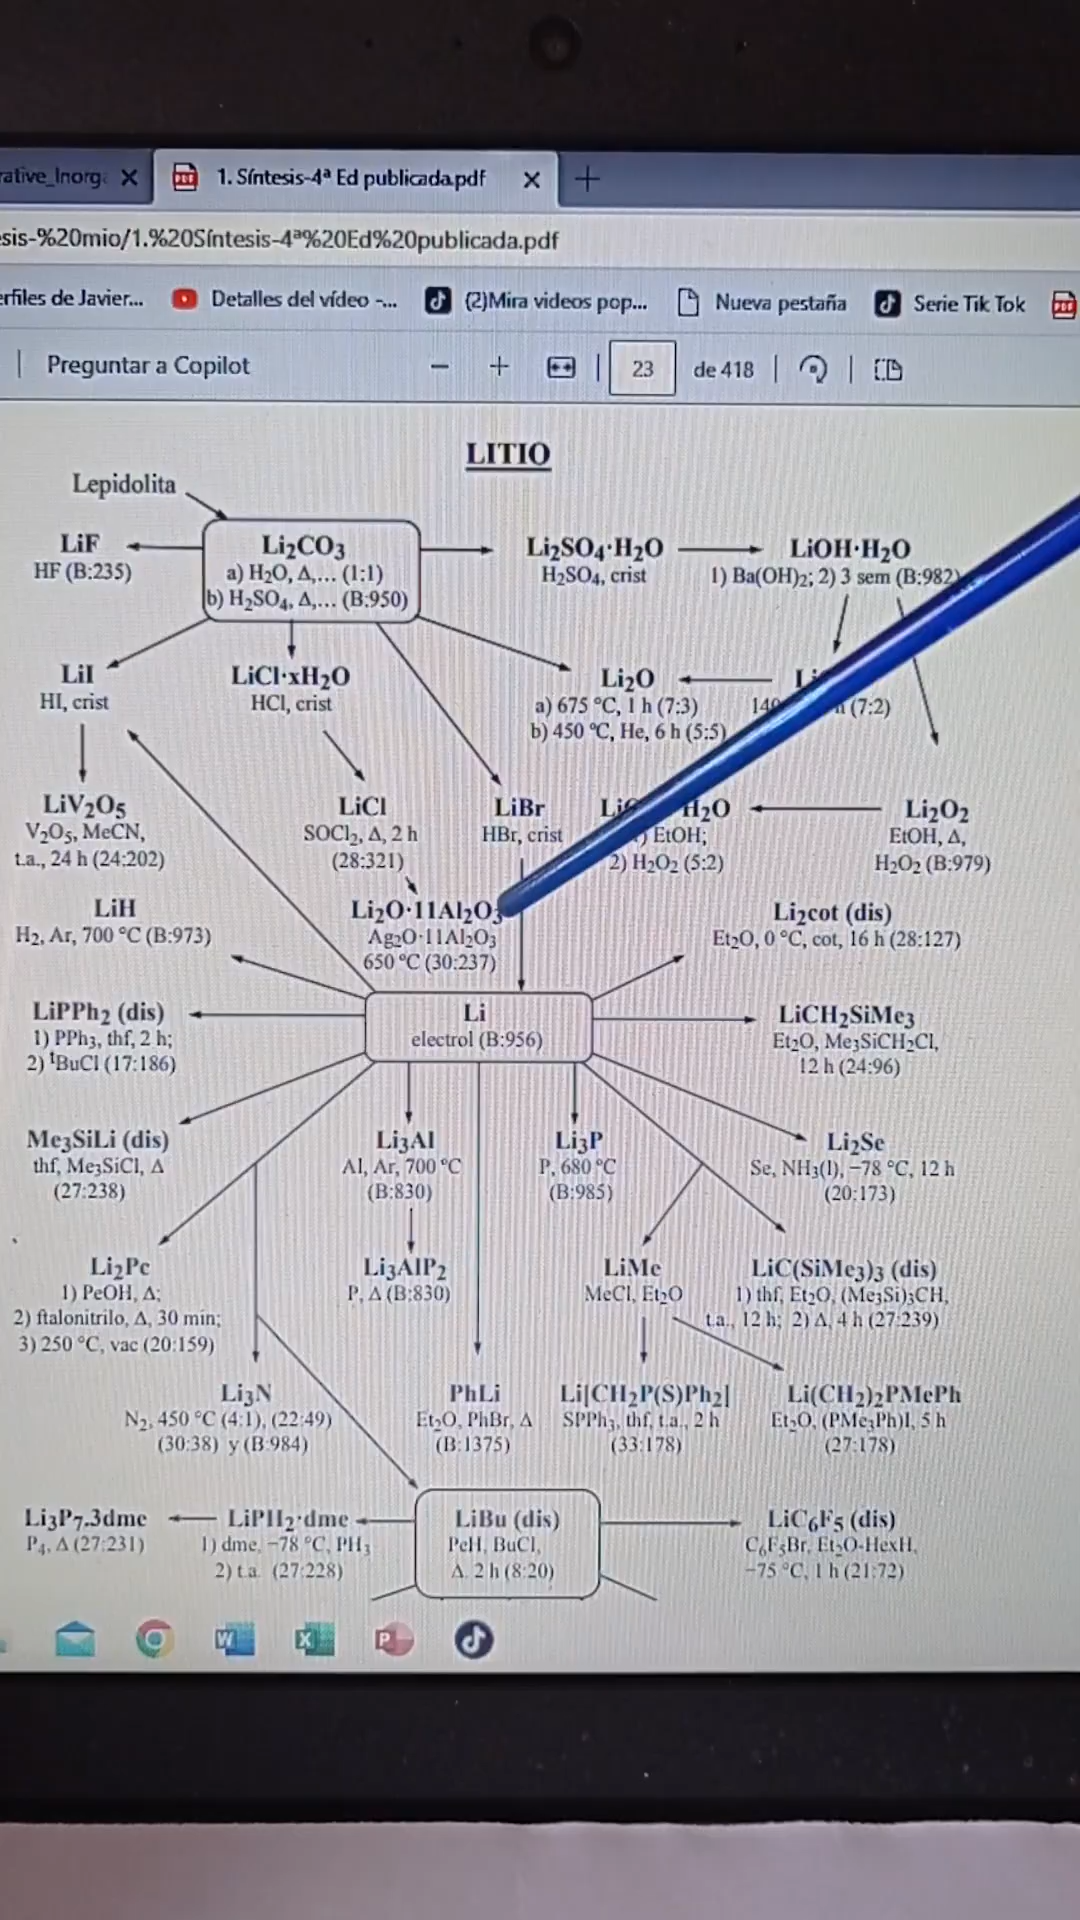 1. Síntesis-4ª Ed publicada.pdf
esis-%20mio/1.%20Síntesis-4ª%20Ed%20publicada.pdf
erfiles de Javier... Detalles del vídeo -... (2)Mira videos pop... Nueva pestaña Serie Tik Tok
Preguntar a Copilot 23 de 418
LITIO
Lepidolita
LiF
HF (B:235)
Li2CO3
a) H2O, Δ,... (1:1)
b) H2SO4, Δ,... (B:950)
Li2SO4·H2O
H2SO4, crist
LiOH·H2O
1) Ba(OH)2; 2) 3 sem (B:982)
LiI
HI, crist
LiCl·xH2O
HCl, crist
Li2O
a) 675 °C, 1 h (7:3)
b) 450 °C, He, 6 h (5:5)
(7:2)
LiV2O5
V2O5, MeCN,
t.a., 24 h (24:202)
LiCl
SOCl2, Δ, 2 h
(28:321)
LiBr
HBr, crist
H2O
EtOH;
2) H2O2 (5:2)
Li2O2
EtOH, Δ,
H2O2 (B:979)
LiH
H2, Ar, 700 °C (B:973)
Li2O·11Al2O3
Ag2O·11Al2O3
650 °C (30:237)
Li2cot (dis)
Et2O, 0 °C, cot, 16 h (28:127)
LiPPh2 (dis)
1) PPh3, thf, 2 h;
2) tBuCl (17:186)
Li
electrol (B:956)
LiCH2SiMe3
Et2O, Me3SiCH2Cl,
12 h (24:96)
Me3SiLi (dis)
thf, Me3SiCl, Δ
(27:238)
Li3Al
Al, Ar, 700 °C
(B:830)
Li3P
P, 680 °C
(B:985)
Li2Se
Se, NH3(l), −78 °C, 12 h
(20:173)
Li2Pc
1) PeOH, Δ;
2) ftalonitrilo, Δ, 30 min;
3) 250 °C, vac (20:159)
Li3AlP2
P, Δ (B:830)
LiMe
MeCl, Et2O
LiC(SiMe3)3 (dis)
1) thf, Et2O, (Me3Si)3CH,
t.a., 12 h; 2) Δ, 4 h (27:239)
Li3N
N2, 450 °C (4:1), (22:49)
(30:38) y (B:984)
PhLi
Et2O, PhBr, Δ
(B:1375)
Li[CH2P(S)Ph2]
SPPh3, thf, t.a., 2 h
(33:178)
Li(CH2)2PMePh
Et2O, (PMe3Ph)I, 5 h
(27:178)
Li3P7.3dme
P4, Δ (27:231)
LiPH2·dme
1) dme, −78 °C, PH3
2) t.a. (27:228)
LiBu (dis)
PeH, BuCl,
Δ. 2 h (8:20)
LiC6F5 (dis)
C6F5Br, Et2O-HexH,
−75 °C, 1 h (21:72)